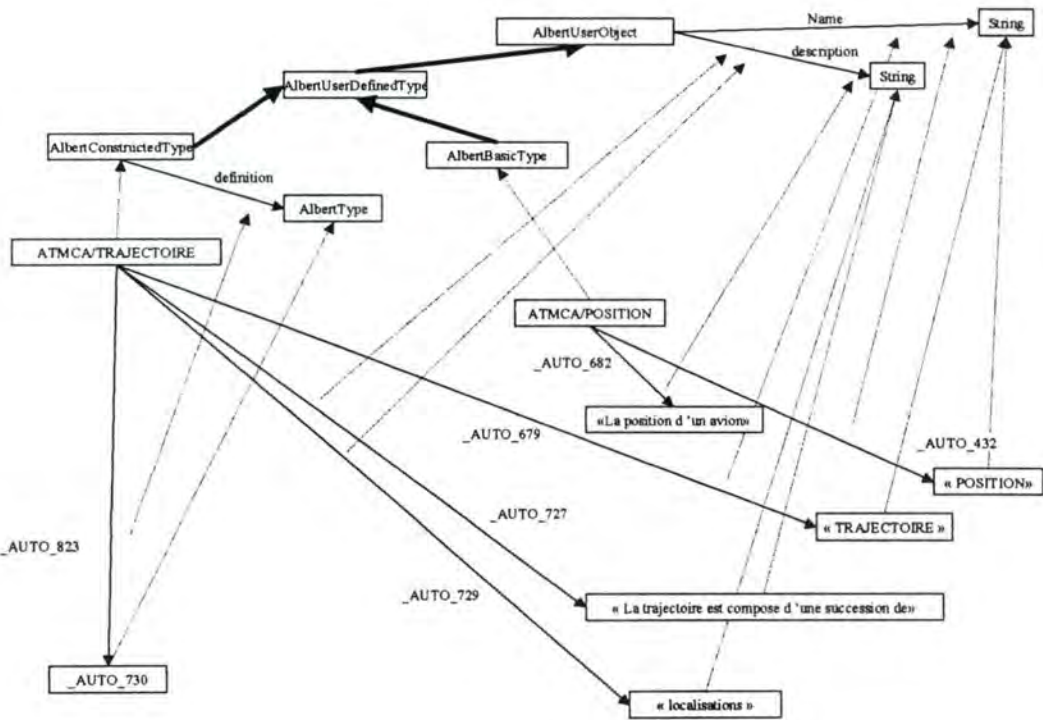 Name
String
AlbertUserObject
description
String
AlbertUserDefinedType
AlbertConstructedType
AlbertBasicType
definition
AlbertType
ATMCA/TRAJECTOIRE
ATMCA/POSITION
_AUTO_682
«La position d 'un avion»
_AUTO_679
_AUTO_432
« POSITION»
_AUTO_727
« TRAJECTOIRE »
_AUTO_823
_AUTO_729
« La trajectoire est compose d 'une succession de»
_AUTO_730
« localisations »